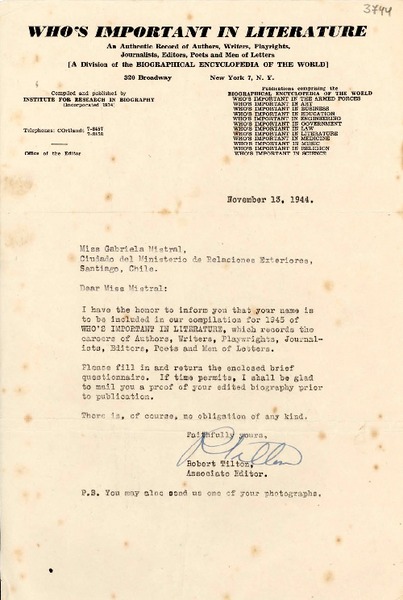 3744
WHO'S IMPORTANT IN LITERATURE
An Authentic Record of Authors, Writers, Playrights,
Journalists, Editors, Poets and Men of Letters
[A Division of the BIOGRAPHICAL ENCYCLOPEDIA OF THE WORLD]
320 Broadway New York 7, N. Y.
Compiled and published by
INSTITUTE FOR RESEARCH IN BIOGRAPHY
(Incorporated 1934)
Telephones: COrtland:
Office of the Editor
Publications comprising the
BIOGRAPHICAL ENCYCLOPEDIA OF THE WORLD
WHO'S IMPORTANT IN THE ARMED FORCES
WHO'S IMPORTANT IN ART
WHO'S IMPORTANT IN BUSINESS
WHO'S IMPORTANT IN EDUCATION
WHO'S IMPORTANT IN ENGINEERING
WHO'S IMPORTANT IN GOVERNMENT
WHO'S IMPORTANT IN LAW
WHO'S IMPORTANT IN LITERATURE
WHO'S IMPORTANT IN MEDICINE
WHO'S IMPORTANT IN MUSIC
WHO'S IMPORTANT IN RELIGION
WHO'S IMPORTANT IN SCIENCE
November 13, 1944.
Miss Gabriela Mistral,
Ciudado del Ministerio de Relaciones Exteriores,
Santiago, Chile.
Dear Miss Mistral:
I have the honor to inform you that your name is
to be included in our compilation for 1945 of
WHO'S IMPORTANT IN LITERATURE, which records the
careers of Authors, Writers, Playwrights, Journal-
ists, Editors, Poets and Men of Letters.
Please fill in and return the enclosed brief
questionnaire. If time permits, I shall be glad
to mail you a proof of your edited biography prior
to publication.
There is, of course, no obligation of any kind.
Faithfully yours,
R Tilton
Robert Tilton,
Associate Editor.
P.S. You may also send us one of your photographs.